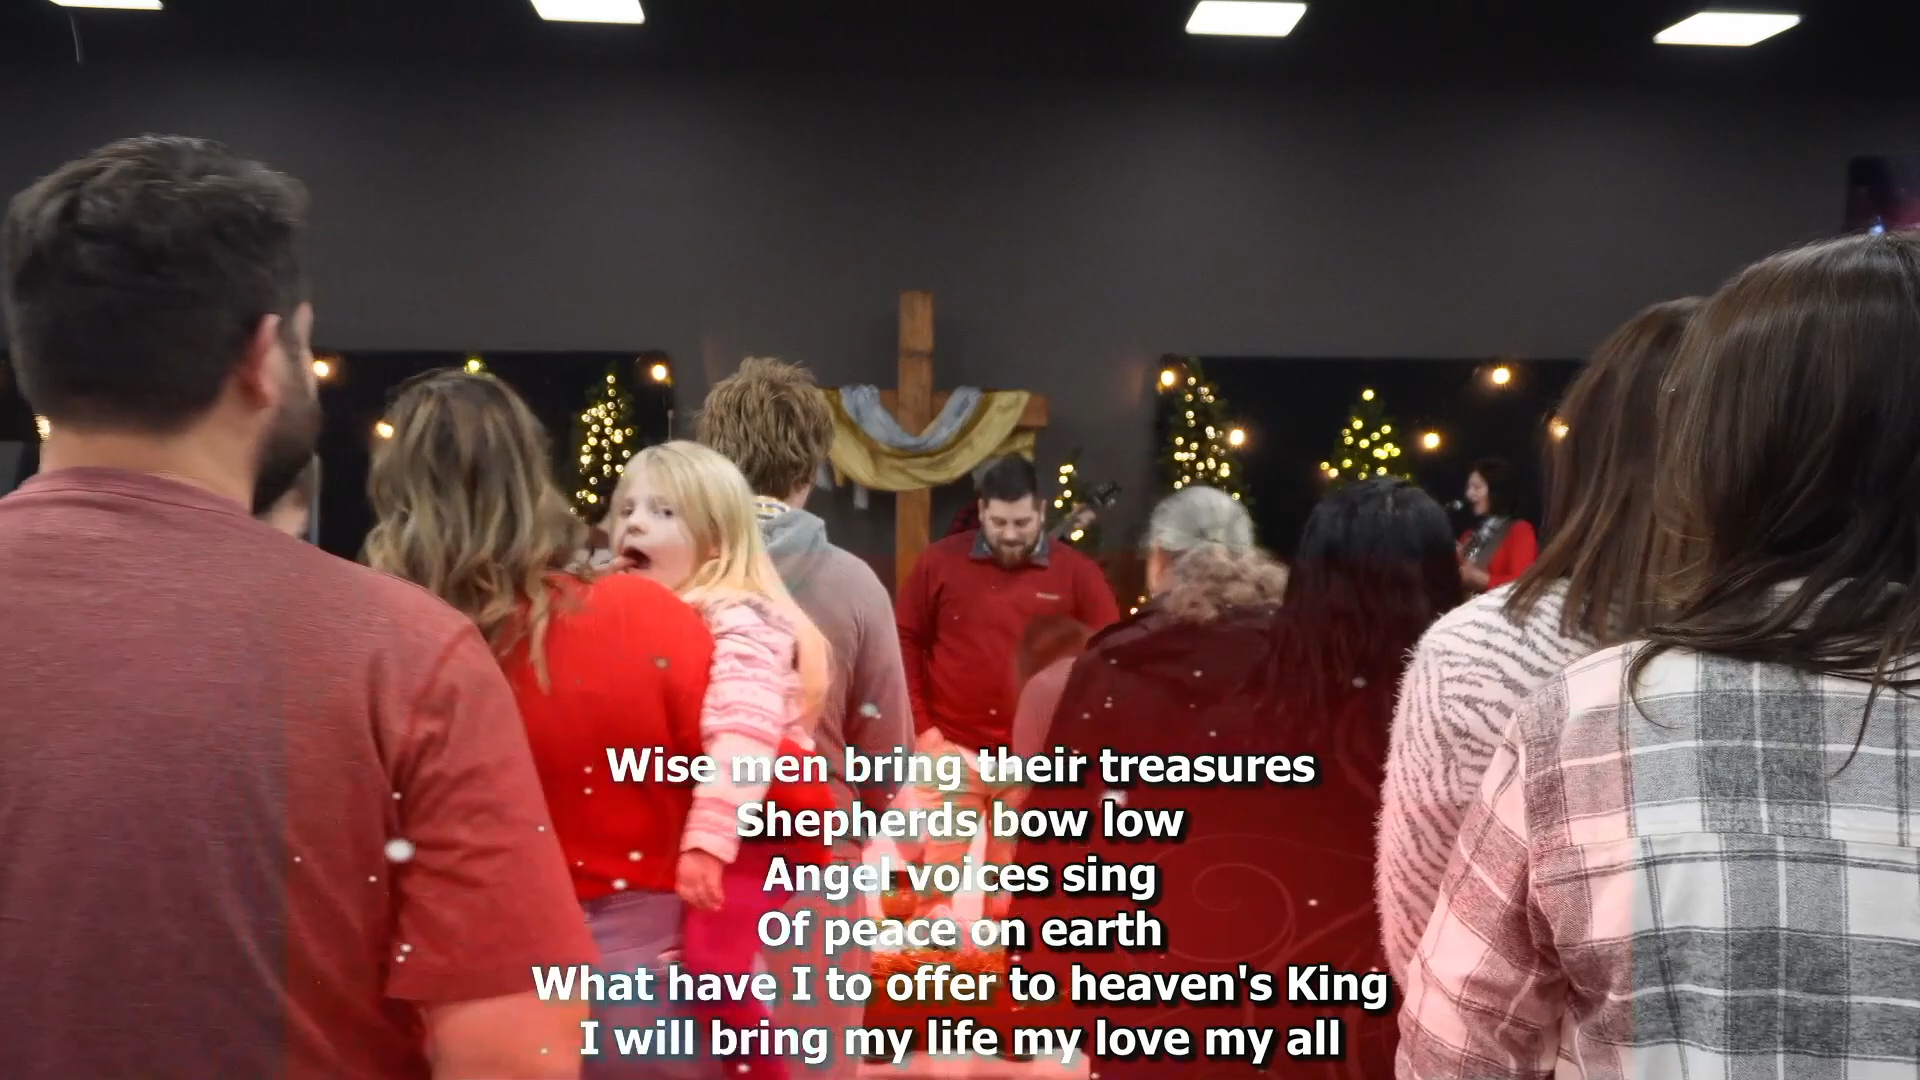 Wise men bring their treasures
Shepherds bow low
Angel voices sing
Of peace on earth
What have I to offer to heaven's King
I will bring my life my love my all